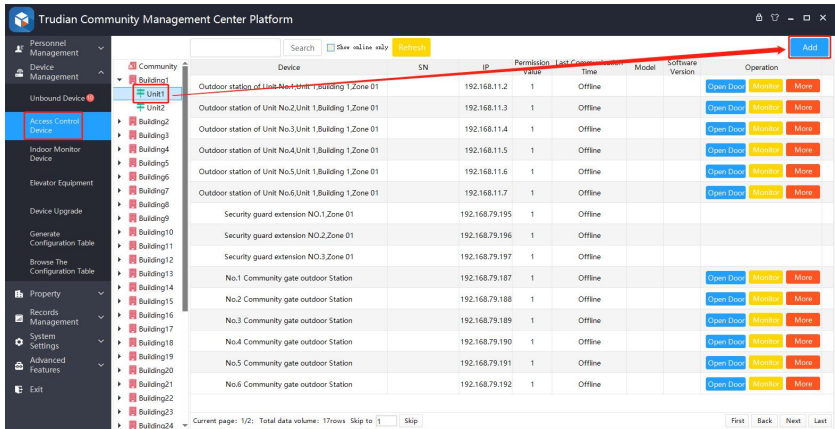 Trudian Community Management Center Platform
Personnel
Management
Device
Management
Unbound Device
Access Control
Device
Indoor Monitor
Device
Elevator Equipment
Device Upgrade
Generate
Configuration Table
Browse The
Configuration Table
Property
Records
Management
System
Settings
Advanced
Features
Exit
Community
Building1
Unit1
Unit2
Building2
Building3
Building4
Building5
Building6
Building7
Building8
Building9
Building10
Building11
Building12
Building13
Building14
Building15
Building16
Building17
Building18
Building19
Building20
Building21
Building22
Building23
Building24
Search Show online only Refresh Add
Device SN IP Permission Value Last Communication Time Model Software Version Operation
Outdoor station of Unit No.1,Unit 1,Building 1,Zone 01 192.168.11.2 1 Offline Open Door Monitor More
Outdoor station of Unit No.2,Unit 1,Building 1,Zone 01 192.168.11.3 1 Offline Open Door Monitor More
Outdoor station of Unit No.3,Unit 1,Building 1,Zone 01 192.168.11.4 1 Offline Open Door Monitor More
Outdoor station of Unit No.4,Unit 1,Building 1,Zone 01 192.168.11.5 1 Offline Open Door Monitor More
Outdoor station of Unit No.5,Unit 1,Building 1,Zone 01 192.168.11.6 1 Offline Open Door Monitor More
Outdoor station of Unit No.6,Unit 1,Building 1,Zone 01 192.168.11.7 1 Offline Open Door Monitor More
Security guard extension NO.1,Zone 01 192.168.79.195 1 Offline
Security guard extension NO.2,Zone 01 192.168.79.196 1 Offline
Security guard extension NO.3,Zone 01 192.168.79.197 1 Offline
No.1 Community gate outdoor Station 192.168.79.187 1 Offline Open Door Monitor More
No.2 Community gate outdoor Station 192.168.79.188 1 Offline Open Door Monitor More
No.3 Community gate outdoor Station 192.168.79.189 1 Offline Open Door Monitor More
No.4 Community gate outdoor Station 192.168.79.190 1 Offline Open Door Monitor More
No.5 Community gate outdoor Station 192.168.79.191 1 Offline Open Door Monitor More
No.6 Community gate outdoor Station 192.168.79.192 1 Offline Open Door Monitor More
Current page: 1/2; Total data volume: 17rows Skip to 1 Skip First Back Next Last